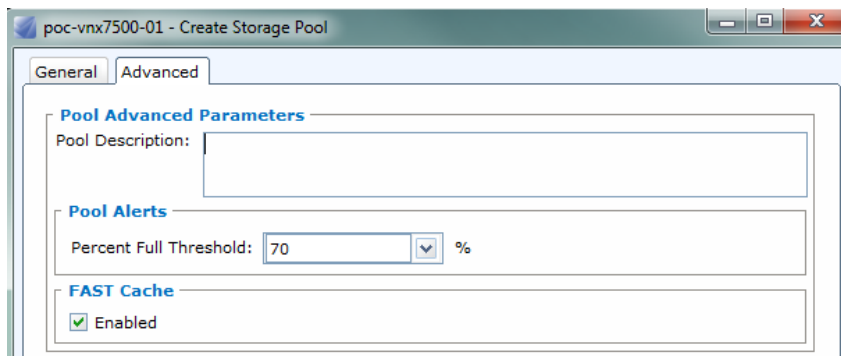 poc-vnx7500-01 - Create Storage Pool
General Advanced
Pool Advanced Parameters
Pool Description:
Pool Alerts
Percent Full Threshold: 70 %
FAST Cache
Enabled